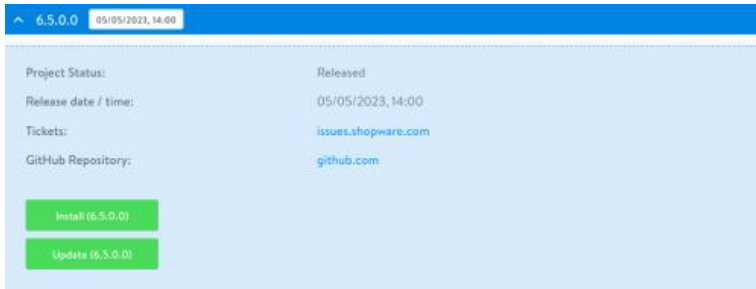 6.5.0.0 05/05/2023, 14:00
Project Status: Released
Release date / time: 05/05/2023, 14:00
Tickets: issues.shopware.com
GitHub Repository: github.com
Install (6.5.0.0)
Update (6.5.0.0)